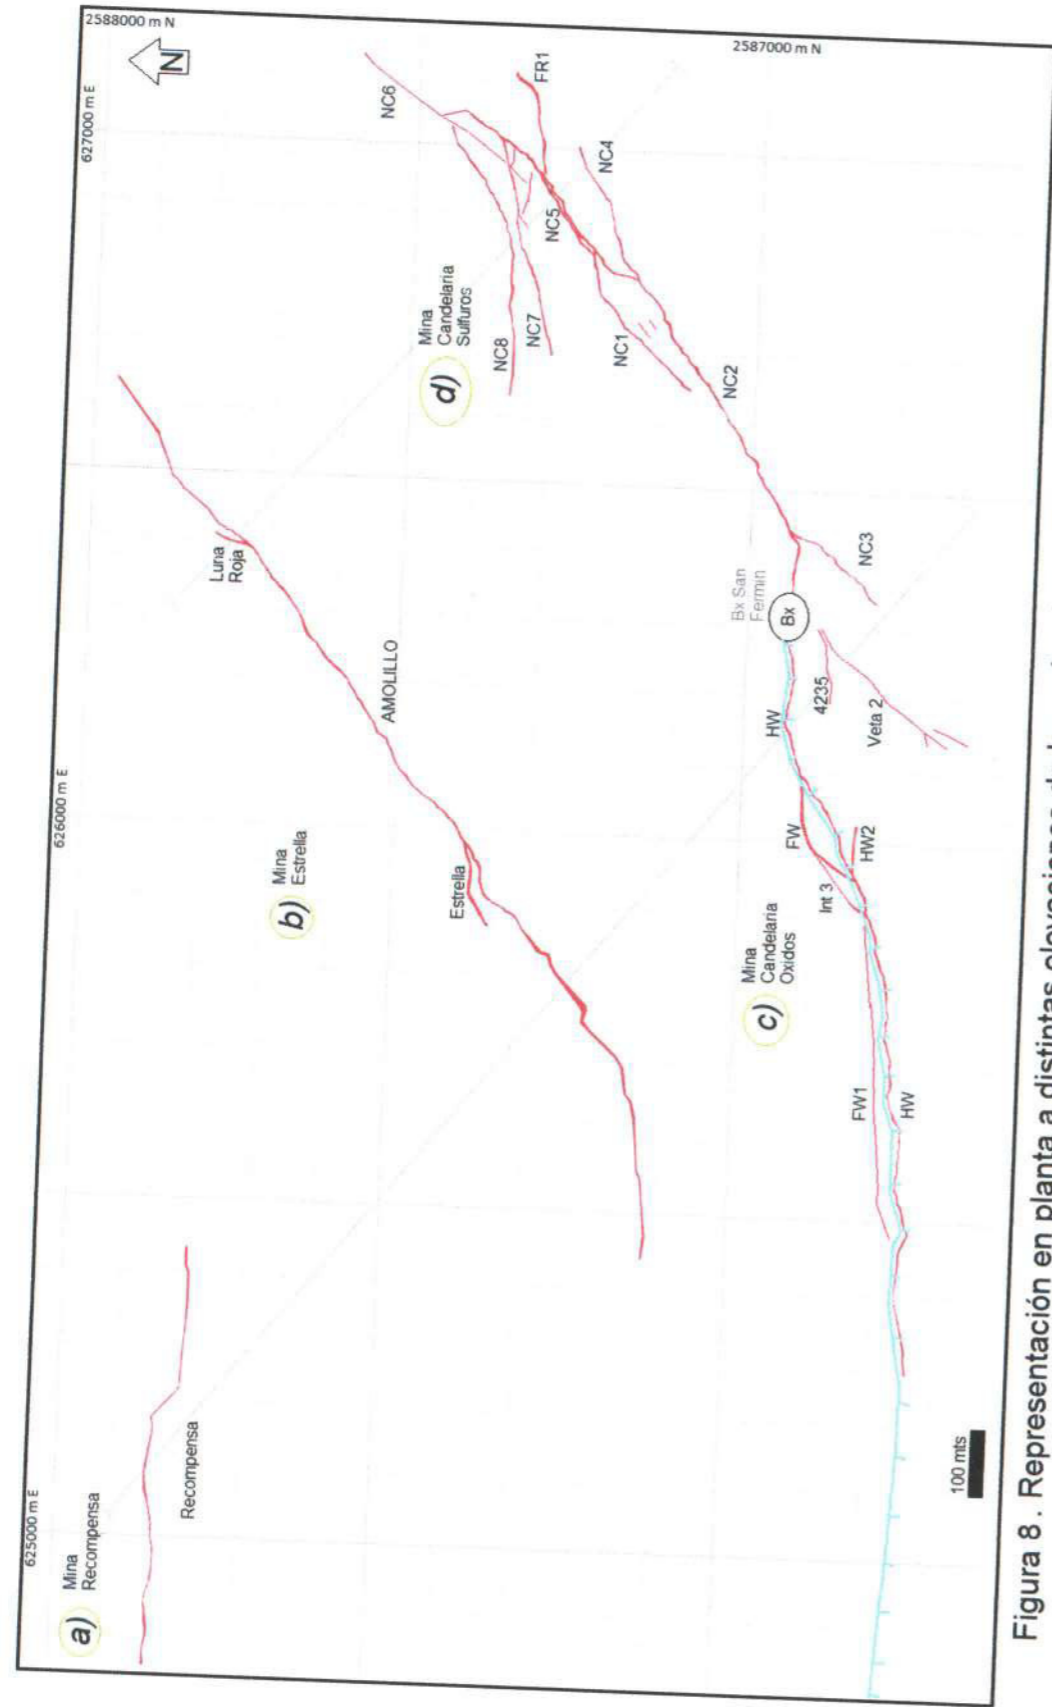 625000 m E
626000 m E
627000 m E
2588000 m N
N
a) Mina
Recompensa
Recompensa
b) Mina
Estrella
Luna
Roja
AMOLILLO
Estrella
d) Mina
Candelaria
Sulfuros
NC6
FR1
NC8
NC7
NC5
NC4
NC1
NC2
2587000 m N
c) Mina
Candelaria
Oxidos
Bx San
Fermin
Bx
HW
FW
Int 3
HW2
4235
Veta 2
NC3
FW1
HW
100 mts
Figura 8 . Representación en planta a distintas elevaciones